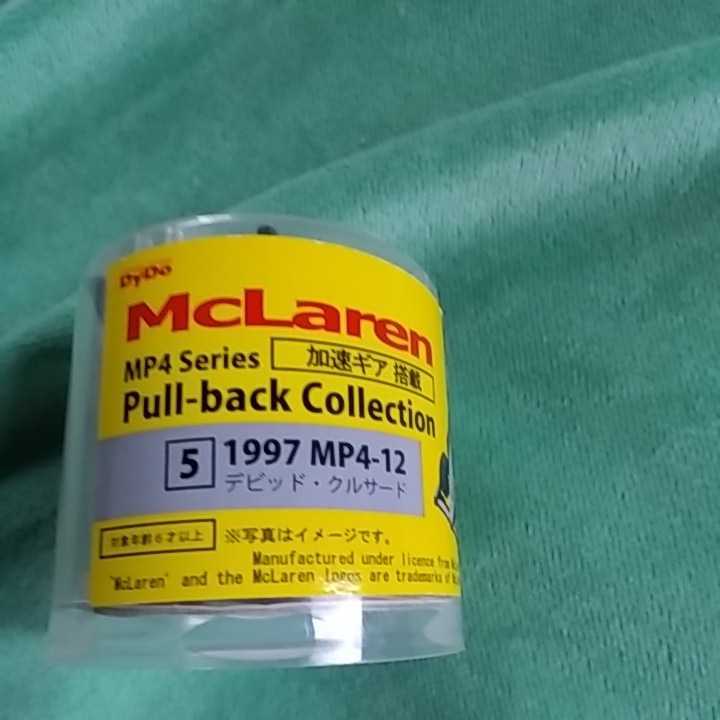 DyDo
McLaren
MP4 Series 加速ギア 搭載
Pull-back Collection
5 1997 MP4-12
デビッド・クルサード
対象年齢6才以上 ※写真はイメージです。
Manufactured under licence from
'McLaren' and the McLaren logos are trademarks of